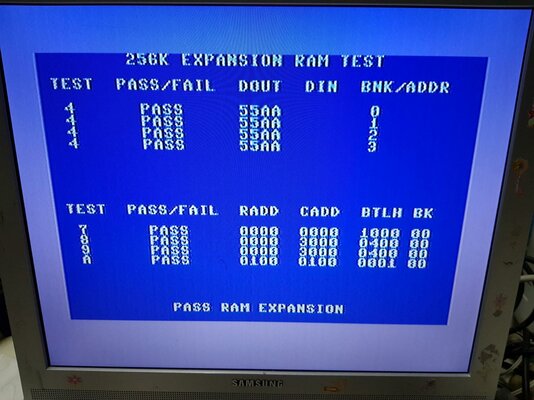 256K EXPANSION RAM TEST
TEST PASS/FAIL DOUT DIN BNK/ADDR
4 PASS 55AA 0
4 PASS 55AA 1
4 PASS 55AA 2
4 PASS 55AA 3
TEST PASS/FAIL RADD CADD BTLH BK
7 PASS 0000 0000 1000 00
8 PASS 0000 3000 0400 00
9 PASS 0000 3000 0400 00
A PASS 0100 0100 0001 00
PASS RAM EXPANSION
SAMSUNG